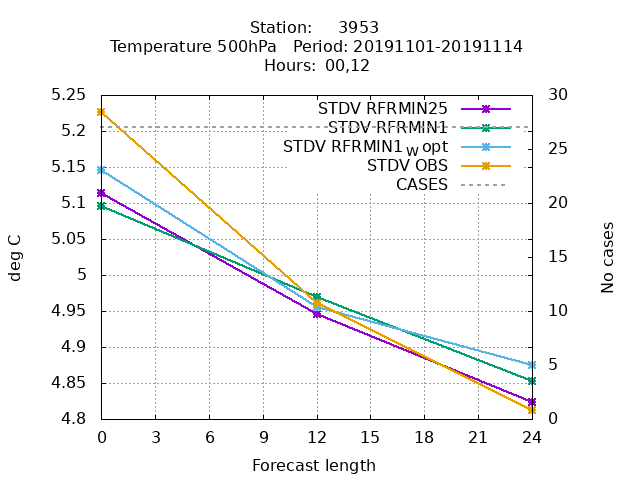 Station: 3953
Temperature 500hPa Period: 20191101-20191114
Hours: 00,12
5.25
5.2
5.15
5.1
5.05
5
4.95
4.9
4.85
4.8
deg C
STDV RFRMIN25
STDV RFRMIN1
STDV RFRMIN1_W opt
STDV OBS
CASES
30
25
20
15
10
5
0
No cases
0 3 6 9 12 15 18 21 24
Forecast length